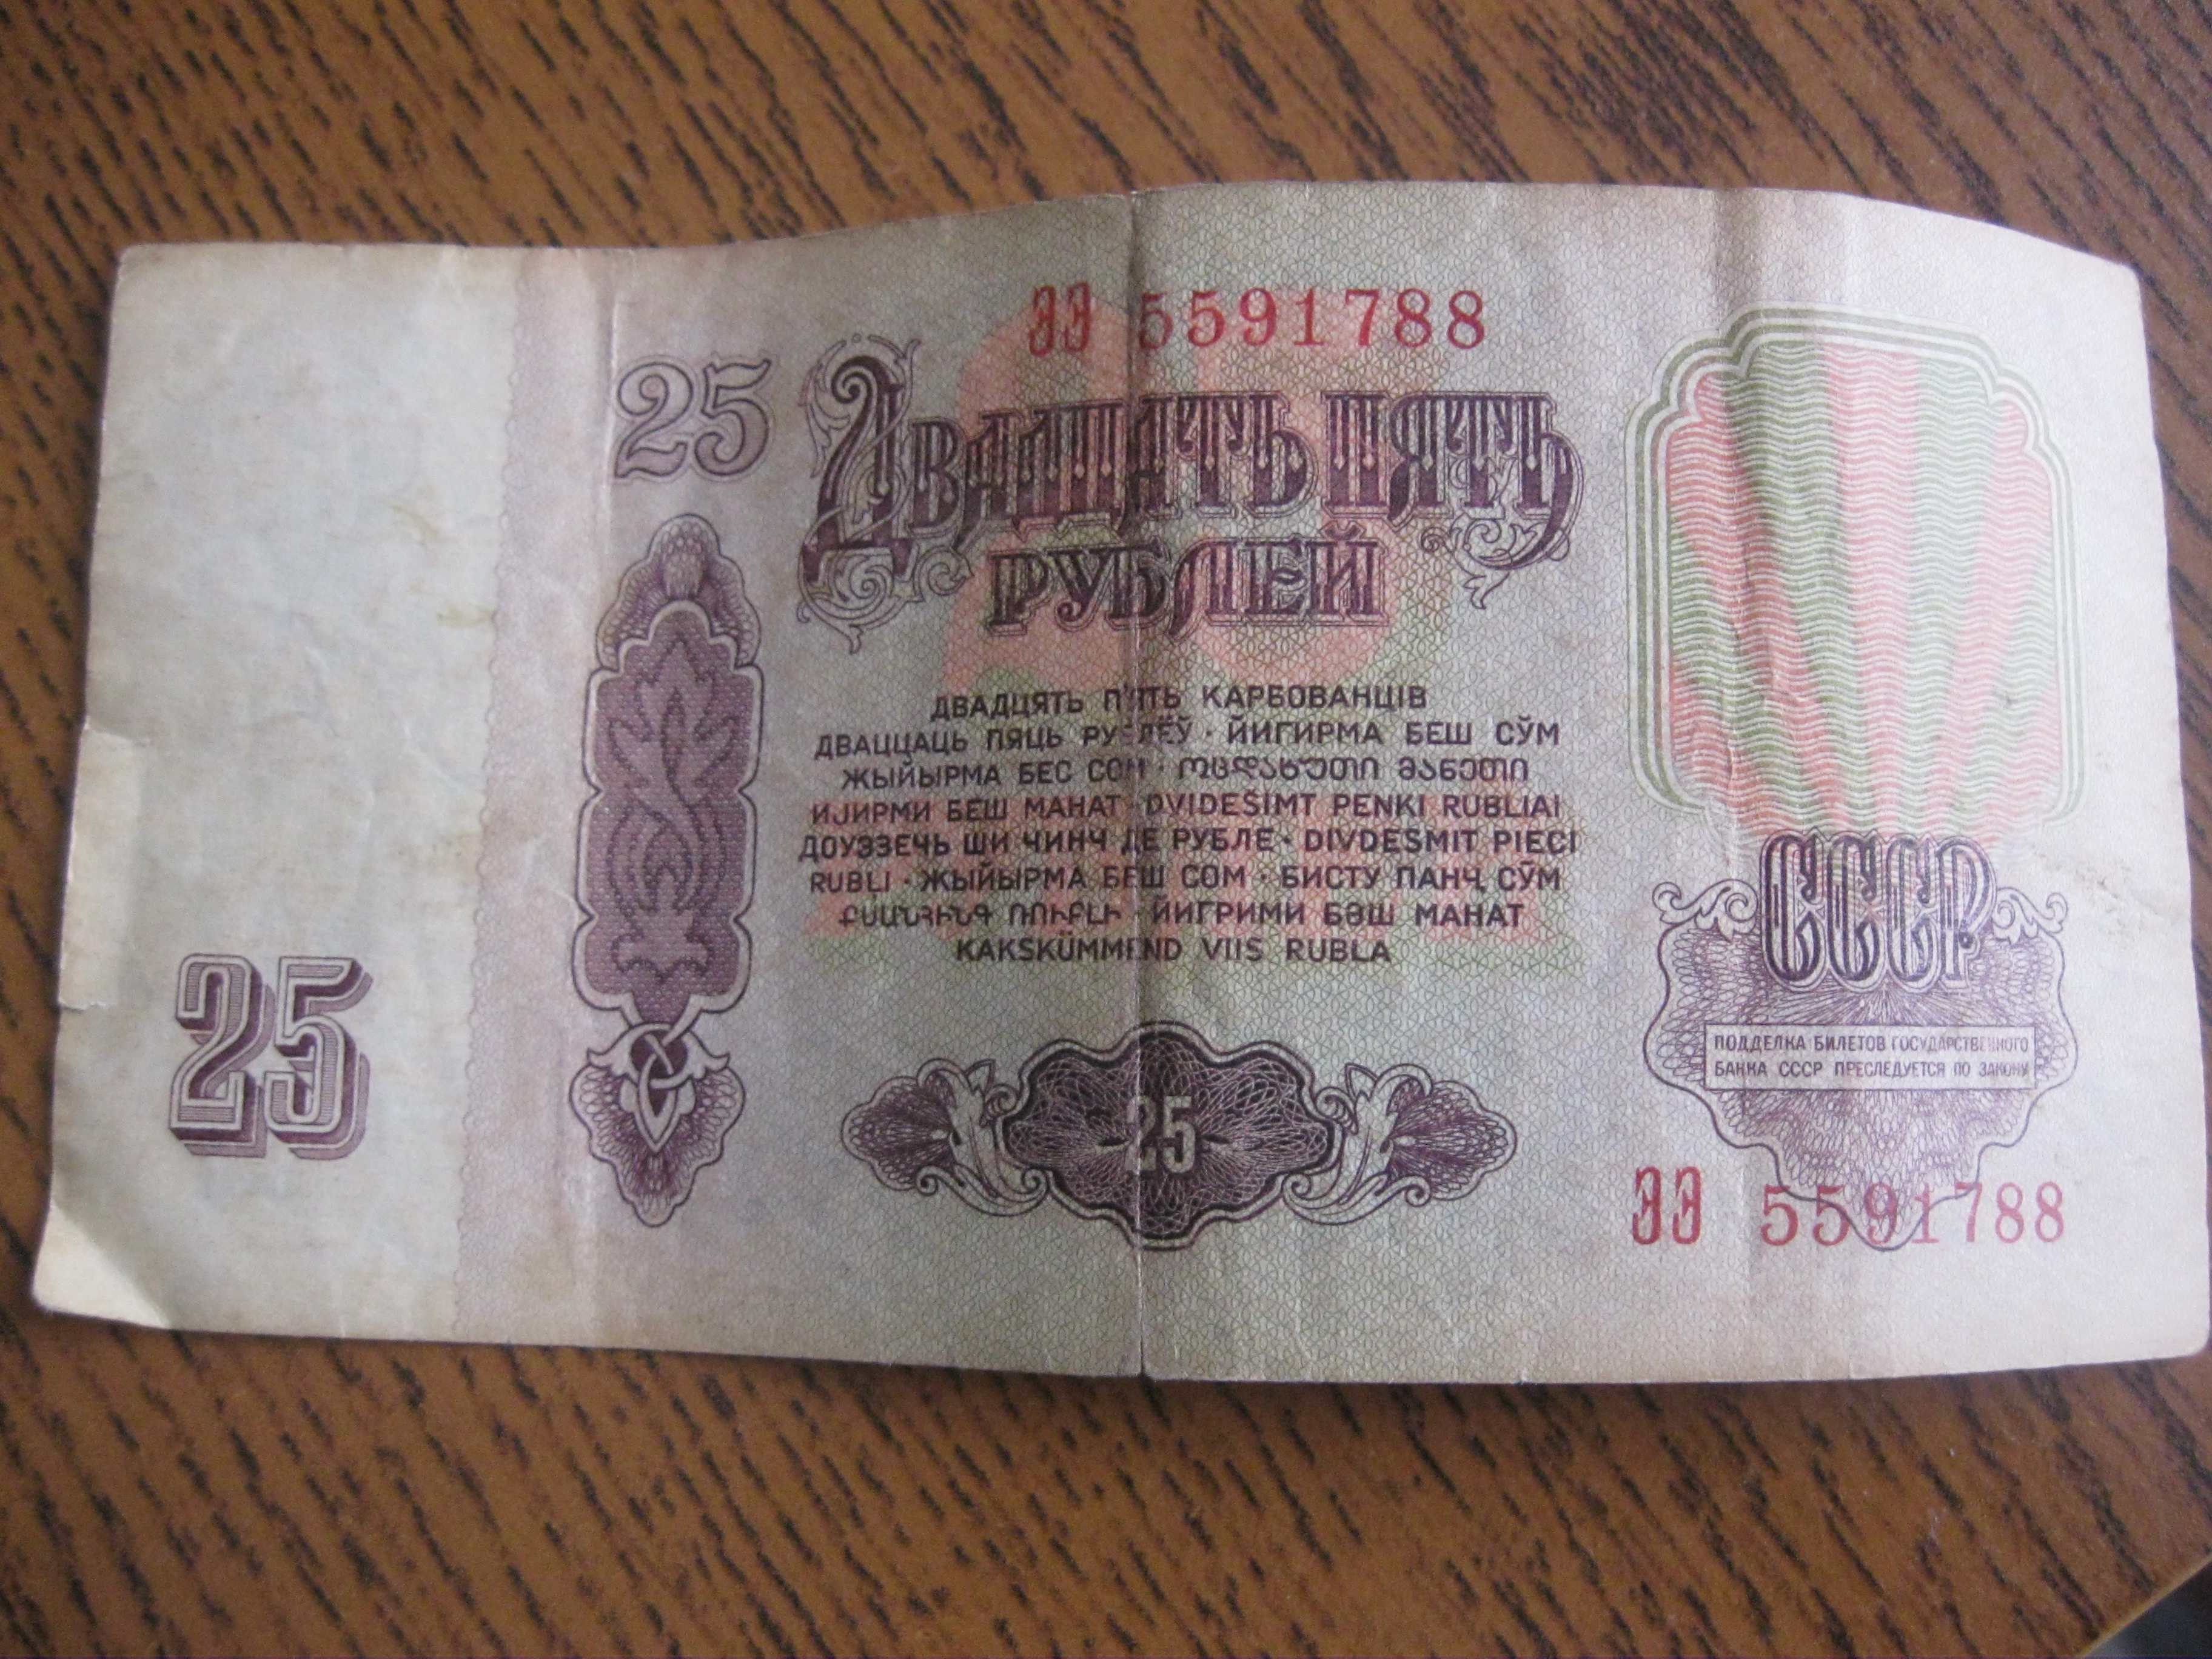 ЭЭ 5591788
25
ДВАДЦАТЬ ПЯТЬ
РУБЛЕЙ
ДВАДЦЯТЬ П'ЯТЬ КАРБОВАНЦІВ
ДВАЦЦАЦЬ ПЯЦЬ РУБЛЁЎ · ЙИГИРМА БЕШ СЎМ
ЖЫЙЫРМА БЕС СОМ · ოცდახუთი მანეთი
ИЈИРМИ БЕШ МАНАТ · DVIDEŠIMT PENKI RUBLIAI
ДОУЭЗЕЧЬ ШИ ЧИНЧ ДЕ РУБЛЕ · DIVDESMIT PIECI
RUBĻI · ЖЫЙЫРМА БЕШ СОМ · БИСТУ ПАНҶ СӮМ
ՔՍԱՆՀԻՆԳ ՌՈՒԲԼԻ · ЙИГРИМИ БӘШ МАНАТ
KAKSKÜMMEND VIIS RUBLA
25
25
СССР
ПОДДЕЛКА БИЛЕТОВ ГОСУДАРСТВЕННОГО
БАНКА СССР ПРЕСЛЕДУЕТСЯ ПО ЗАКОНУ
ЭЭ 5591788